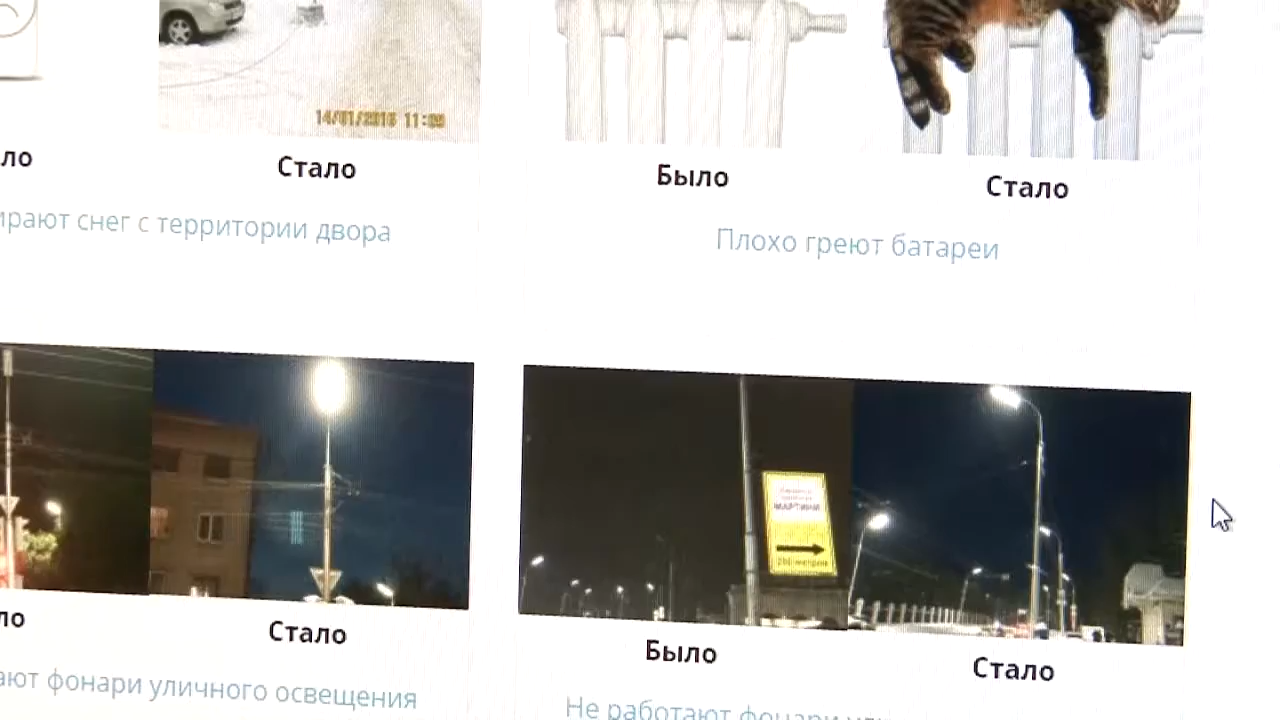 14/01/2016 11:
ло
Стало
ирают снег с территории двора
Было
Стало
Плохо греют батареи
МАРТИНИ
ло
Стало
ают фонари уличного освещения
Было
Стало
Не работают фонари